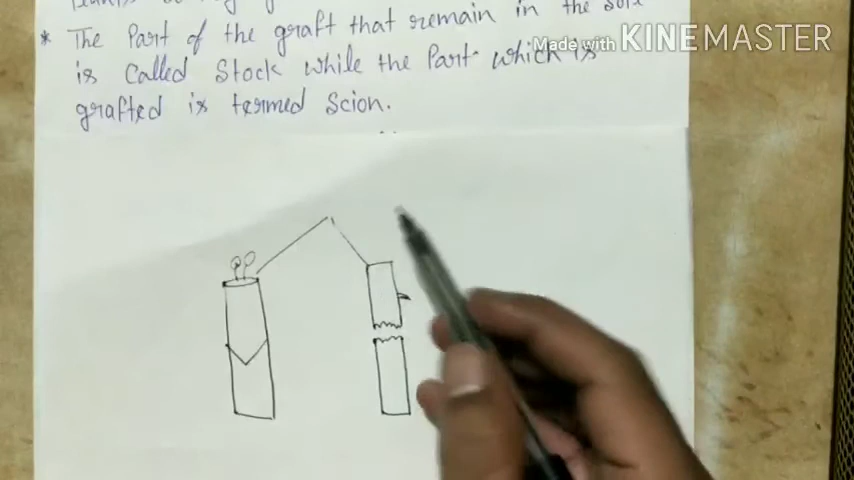 * The Part of the graft that remain in the soil
is Called Stock while the Part which is
grafted is termed Scion.
Made with KINEMASTER